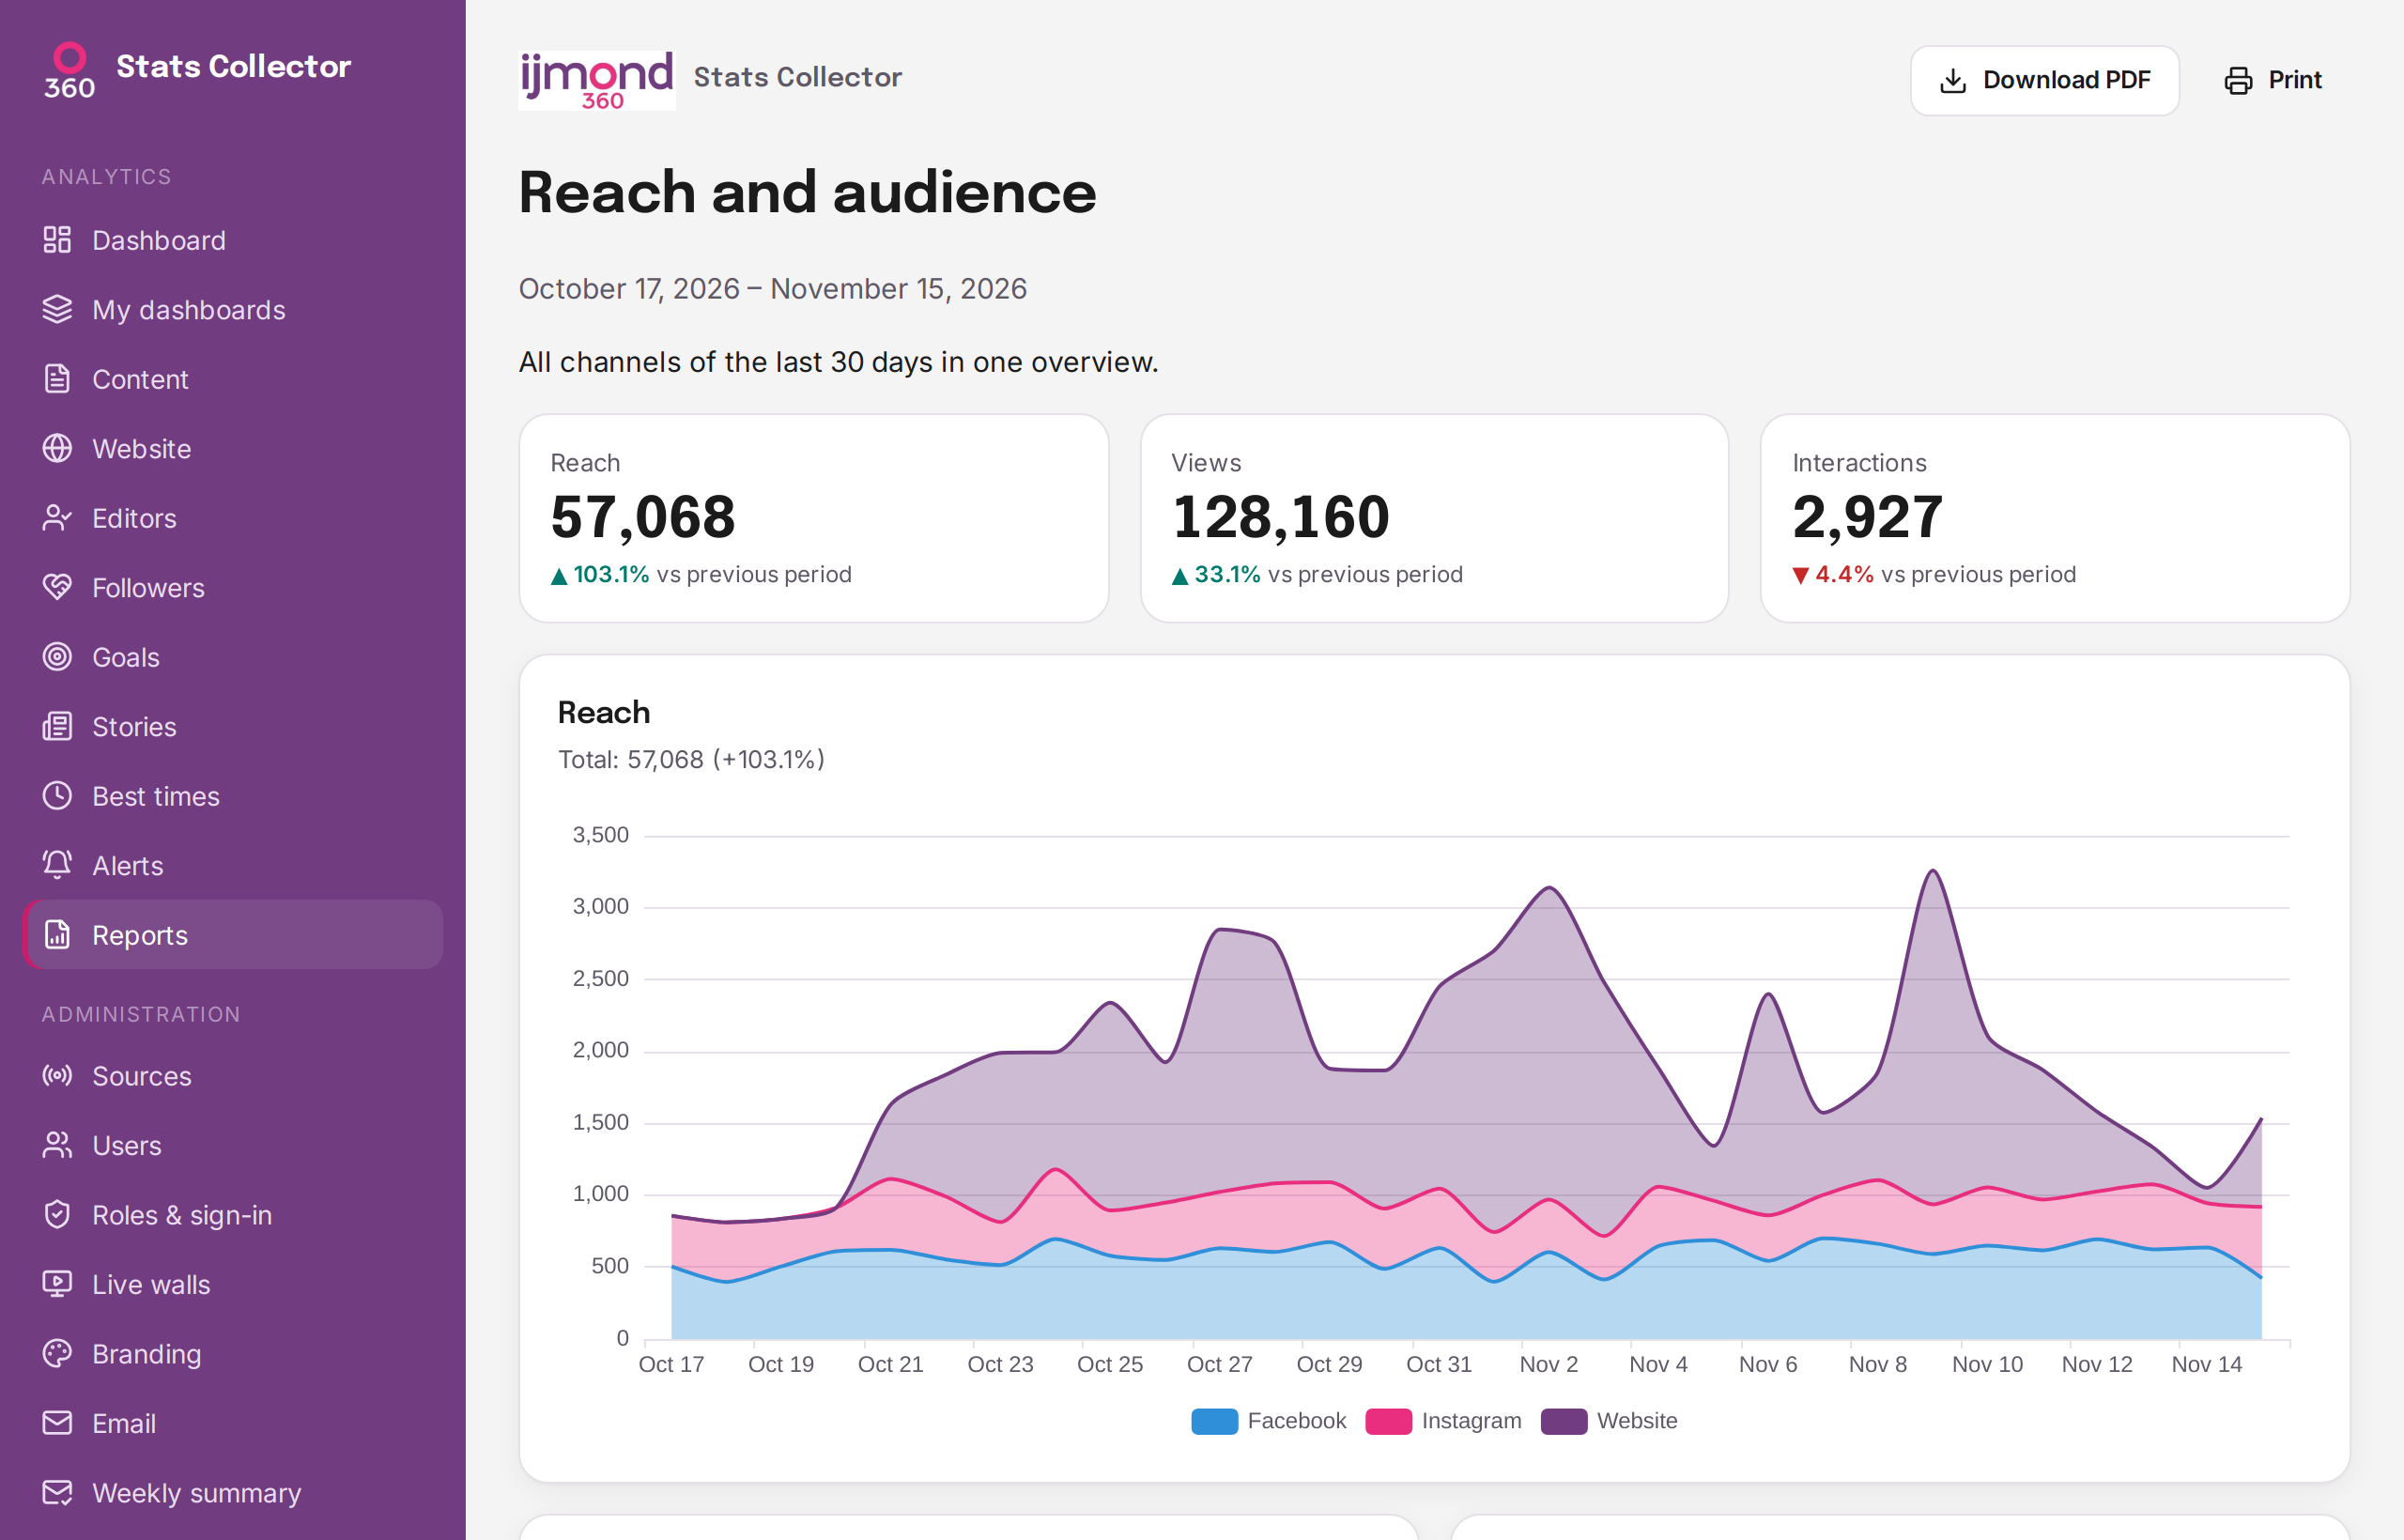 360
Stats Collector
ANALYTICS
Dashboard
My dashboards
Content
Website
Editors
Followers
Goals
Stories
Best times
Alerts
Reports
ADMINISTRATION
Sources
Users
Roles & sign-in
Live walls
Branding
Email
Weekly summary
ijmond
360
Stats Collector
Download PDF
Print
Reach and audience
October 17, 2026 – November 15, 2026
All channels of the last 30 days in one overview.
Reach
57,068
▲ 103.1% vs previous period
Views
128,160
▲ 33.1% vs previous period
Interactions
2,927
▼ 4.4% vs previous period
Reach
Total: 57,068 (+103.1%)
3,500
3,000
2,500
2,000
1,500
1,000
500
0
Oct 17 Oct 19 Oct 21 Oct 23 Oct 25 Oct 27 Oct 29 Oct 31 Nov 2 Nov 4 Nov 6 Nov 8 Nov 10 Nov 12 Nov 14
Facebook Instagram Website